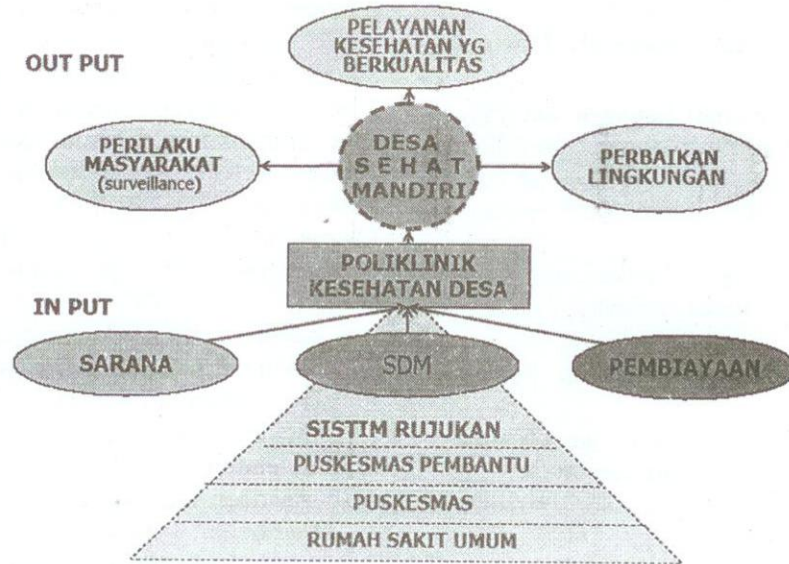 PELAYANAN
KESEHATAN YG
BERKUALITAS
OUT PUT
DESA
S E H A T
MANDIRI
PERILAKU
MASYARAKAT
(surveillance)
PERBAIKAN
LINGKUNGAN
POLIKLINIK
KESEHATAN DESA
IN PUT
SARANA
SDM
PEMBIAYAAN
SISTIM RUJUKAN
PUSKESMAS PEMBANTU
PUSKESMAS
RUMAH SAKIT UMUM